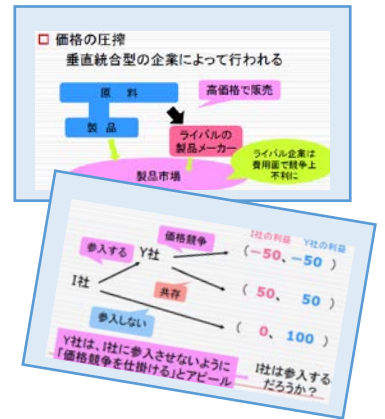 価格の圧搾
垂直統合型の企業によって行われる
原 料
高価格で販売
製 品
ライバルの
製品メーカー
製品市場
ライバル企業は
費用面で競争上
不利に
I社の利益 Y社の利益
価格競争
(-50、-50 )
参入する
Y社
共存
( 50、 50 )
I社
参入しない
( 0、100 )
Y社は、I社に参入させないように
「価格競争を仕掛ける」とアピール
I社は参入する
だろうか?